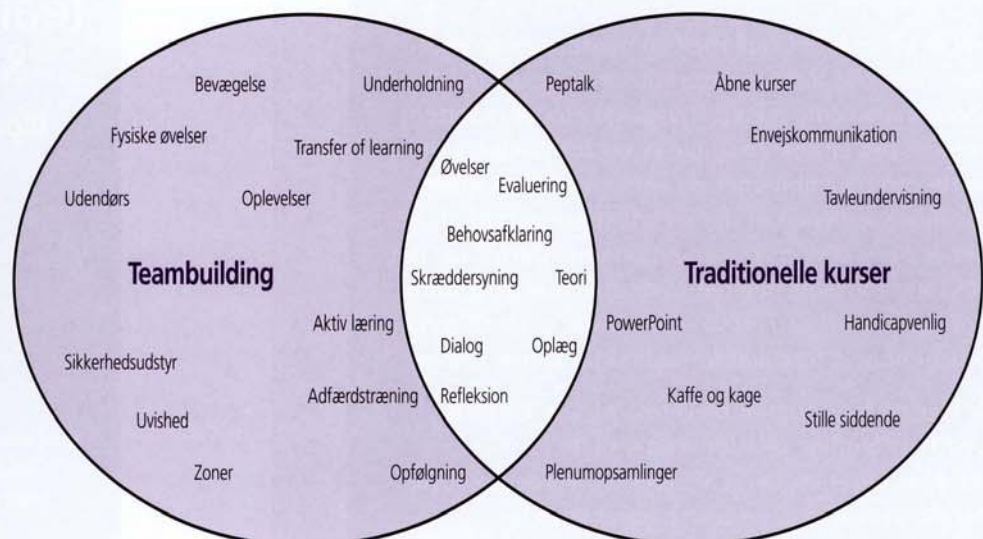 Bevægelse
Underholdning
Fysiske øvelser
Transfer of learning
Udendørs
Oplevelser
Teambuilding
Aktiv læring
Sikkerhedsudstyr
Adfærdstræning
Uvished
Zoner
Opfølgning
Øvelser
Evaluering
Behovsafklaring
Skræddersyning
Teori
Dialog
Oplæg
Refleksion
Peptalk
Åbne kurser
Envejskommunikation
Tavleundervisning
Traditionelle kurser
PowerPoint
Handicapvenlig
Kaffe og kage
Stille siddende
Plenumopsamlinger